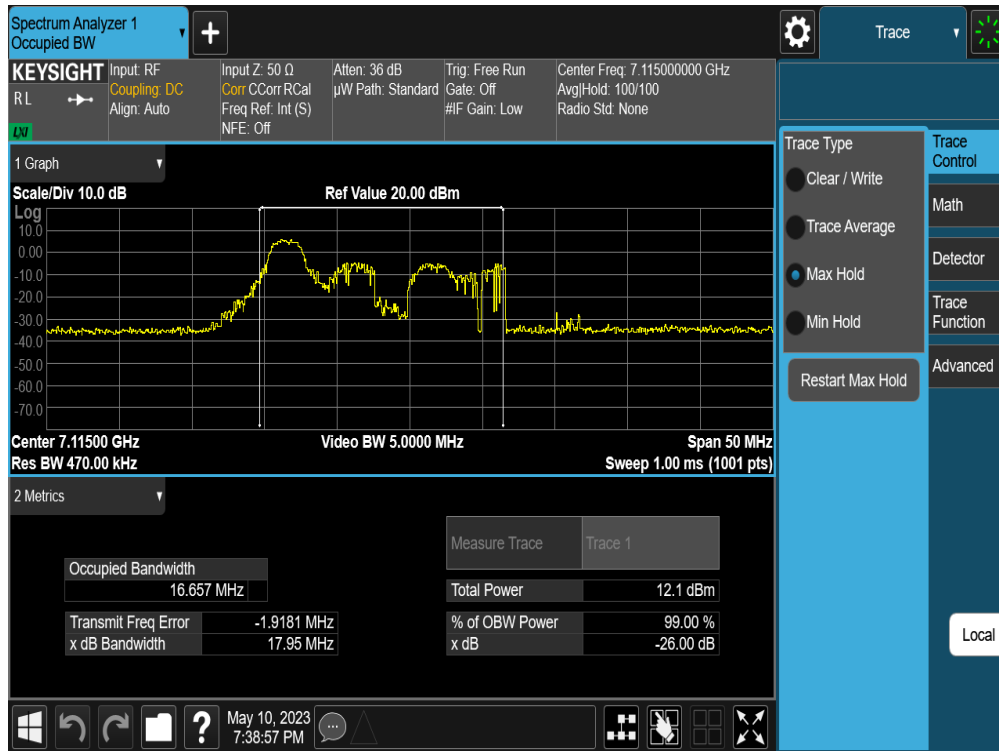 Spectrum Analyzer 1
Occupied BW
+
Trace
KEYSIGHT
RL
LXI
Input: RF
Coupling: DC
Align: Auto
Input Z: 50 Ω
Corr CCorr RCal
Freq Ref: Int (S)
NFE: Off
Atten: 36 dB
µW Path: Standard
Trig: Free Run
Gate: Off
#IF Gain: Low
Center Freq: 7.115000000 GHz
Avg|Hold: 100/100
Radio Std: None
1 Graph
Scale/Div 10.0 dB
Ref Value 20.00 dBm
Log
10.0
0.00
-10.0
-20.0
-30.0
-40.0
-50.0
-60.0
-70.0
Center 7.11500 GHz
Video BW 5.0000 MHz
Span 50 MHz
Res BW 470.00 kHz
Sweep 1.00 ms (1001 pts)
2 Metrics
Measure Trace
Trace 1
Occupied Bandwidth
16.657 MHz
Total Power
12.1 dBm
Transmit Freq Error
-1.9181 MHz
% of OBW Power
99.00 %
x dB Bandwidth
17.95 MHz
x dB
-26.00 dB
Trace Type
Clear / Write
Trace Average
Max Hold
Min Hold
Restart Max Hold
Trace
Control
Math
Detector
Trace
Function
Advanced
Local
?
May 10, 2023
7:38:57 PM